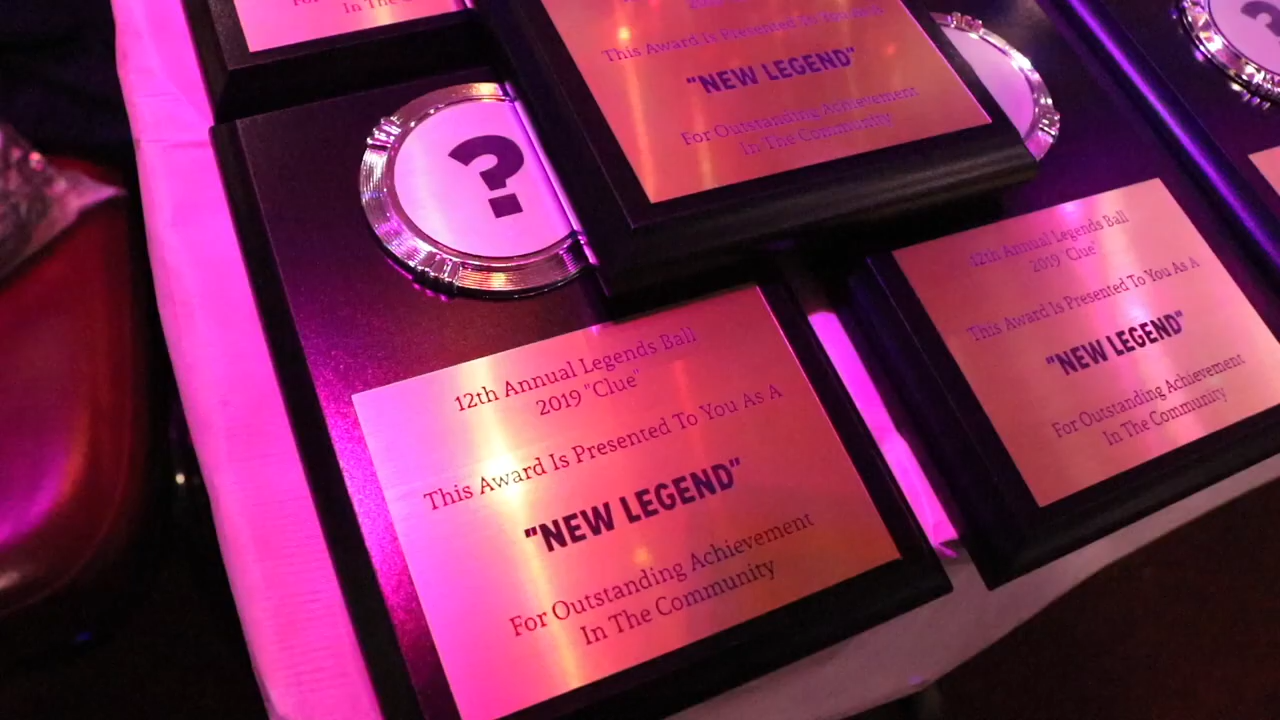 For
In The
This Award Is Presented To You As A
"NEW LEGEND"
For Outstanding Achievement
In The Community
?
12th Annual Legends Ball
2019 "Clue"
This Award Is Presented To You As A
"NEW LEGEND"
For Outstanding Achievement
In The Community
12th Annual Legends Ball
2019 "Clue"
This Award Is Presented To You As A
"NEW LEGEND"
For Outstanding Achievement
In The Community
?